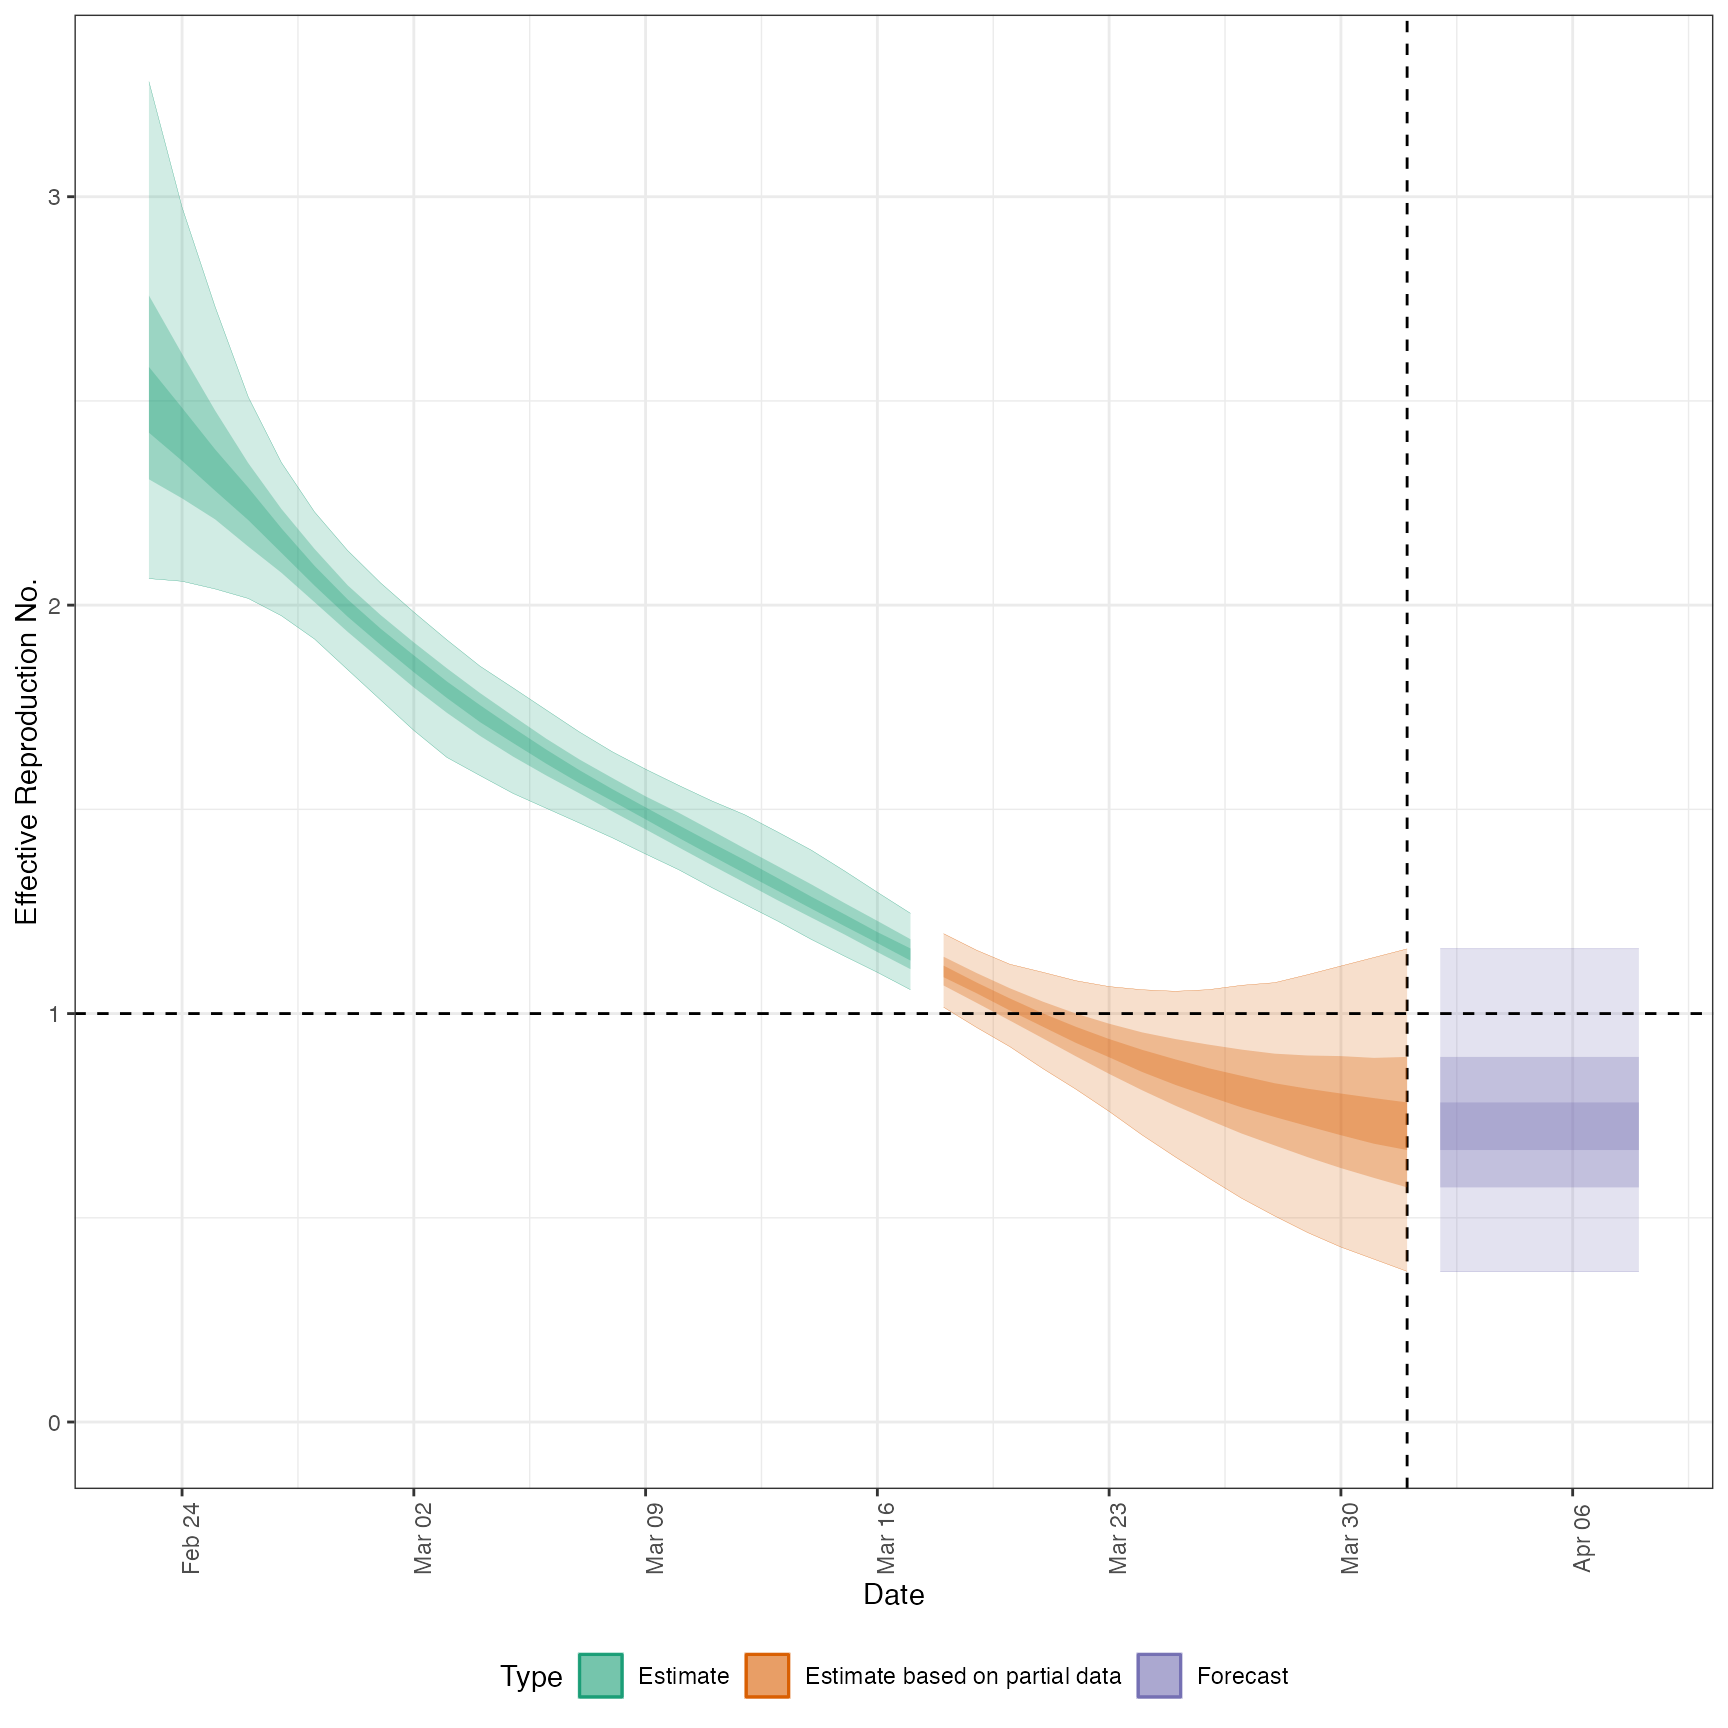 Effective Reproduction No.
3
2
1
0
Feb 24
Mar 02
Mar 09
Mar 16
Mar 23
Mar 30
Apr 06
Date
Type Estimate Estimate based on partial data Forecast